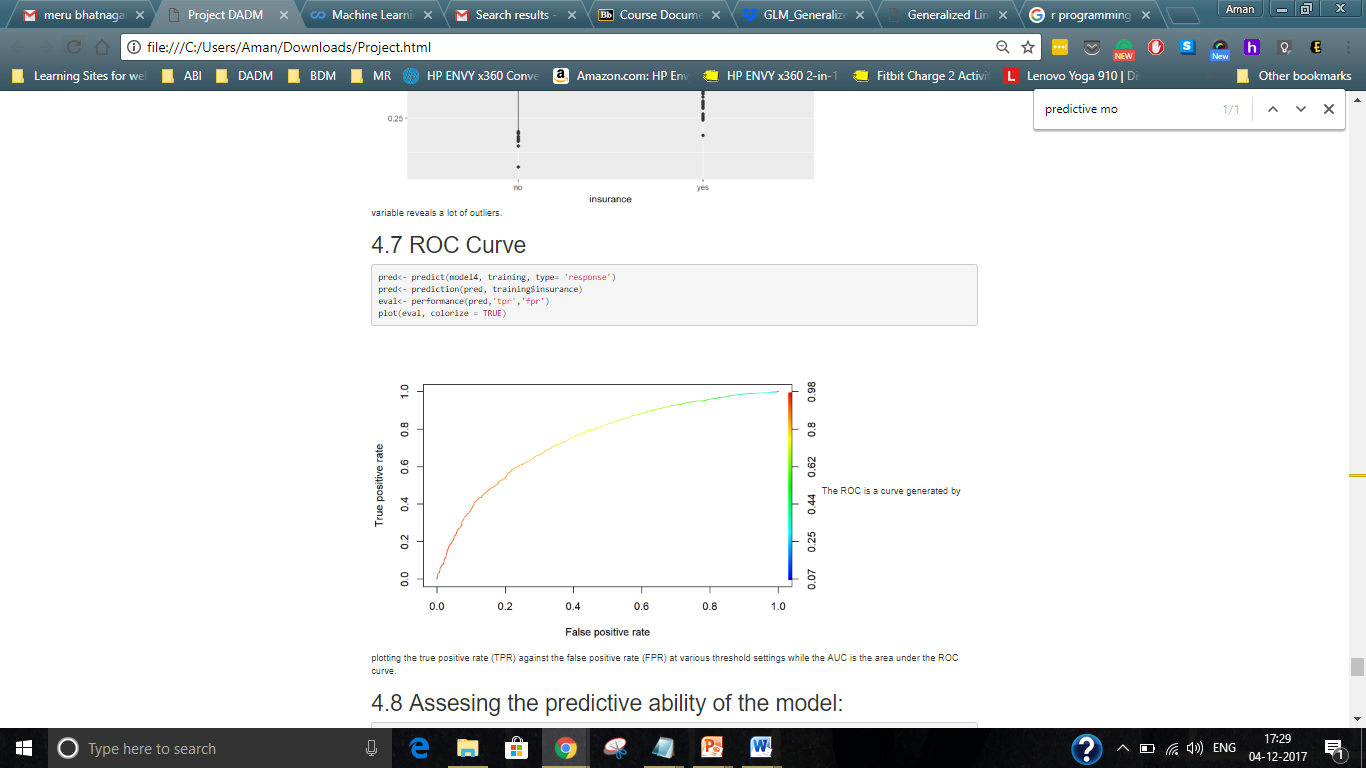 meru bhatnaga
Project DADM
Machine Learni
Search results -
Bb
Course Docume
GLM_Generaliz
Generalized Lin
r programming
Aman
file:///C:/Users/Aman/Downloads/Project.html
NEW
New
Learning Sites for we
ABI
DADM
BDM
MR
HP ENVY x360 Conve
Amazon.com: HP Env
HP ENVY x360 2-in-1
Fitbit Charge 2 Activi
Lenovo Yoga 910 | Di
Other bookmarks
predictive mo
1/1
0.25
no
yes
insurance
variable reveals a lot of outliers.
4.7 ROC Curve
pred<- predict(model4, training, type= 'response')
pred<- prediction(pred, training$insurance)
eval<- performance(pred,'tpr','fpr')
plot(eval, colorize = TRUE)
True positive rate
0.0 0.2 0.4 0.6 0.8 1.0
0.07 0.25 0.44 0.62 0.8 0.98
0.0 0.2 0.4 0.6 0.8 1.0
False positive rate
The ROC is a curve generated by
plotting the true positive rate (TPR) against the false positive rate (FPR) at various threshold settings while the AUC is the area under the ROC
curve.
4.8 Assesing the predictive ability of the model:
Type here to search
ENG
17:29
04-12-2017
1